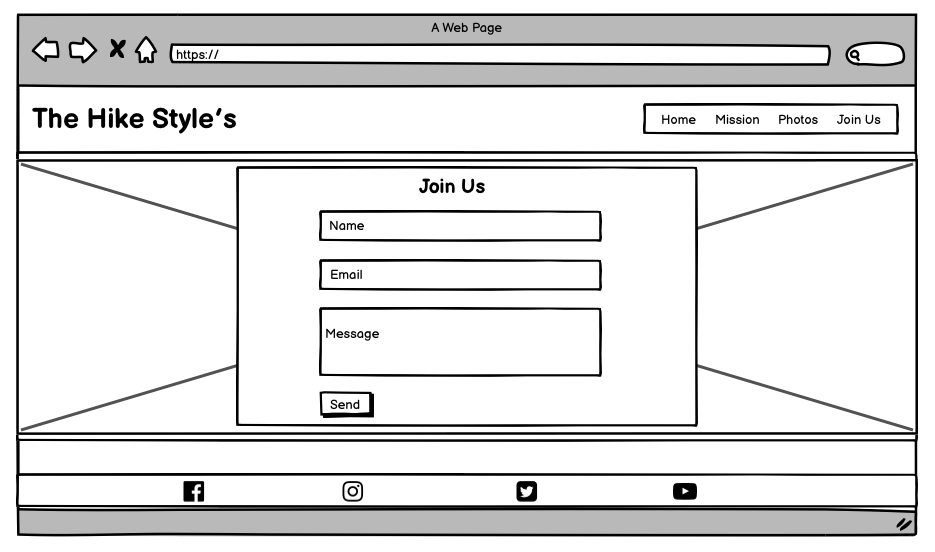 A Web Page
https://
The Hike Style's
Home Mission Photos Join Us
Join Us
Name
Email
Message
Send